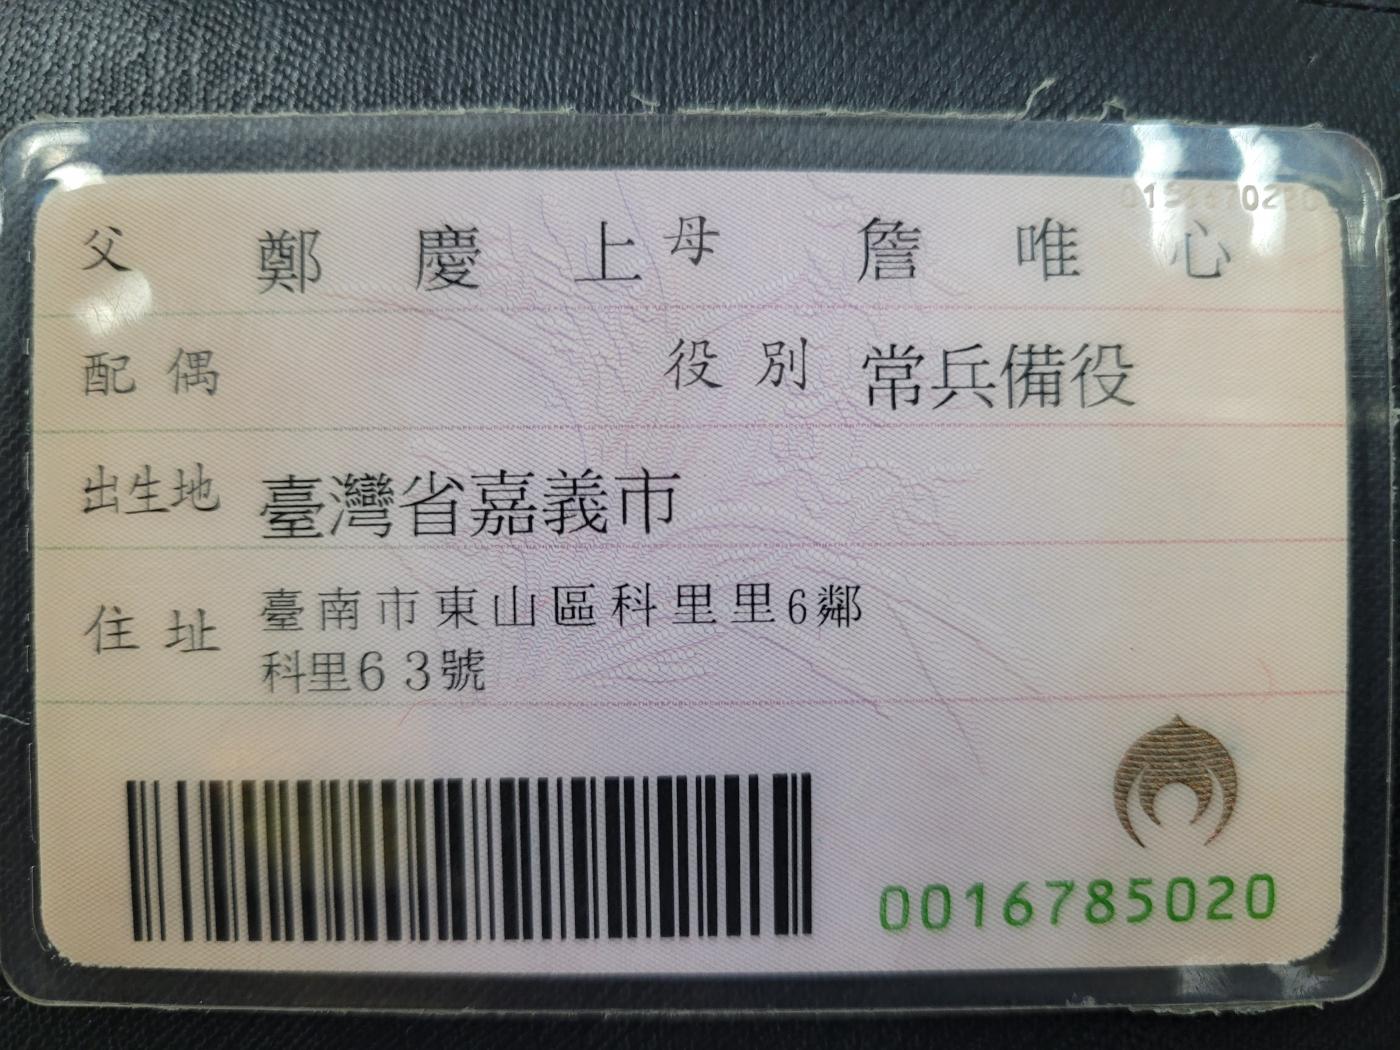 父 鄭慶上 母 詹唯心
配偶 役別 常兵備役
出生地 臺灣省嘉義市
住址 臺南市東山區科里里6鄰
科里63號
0016785020